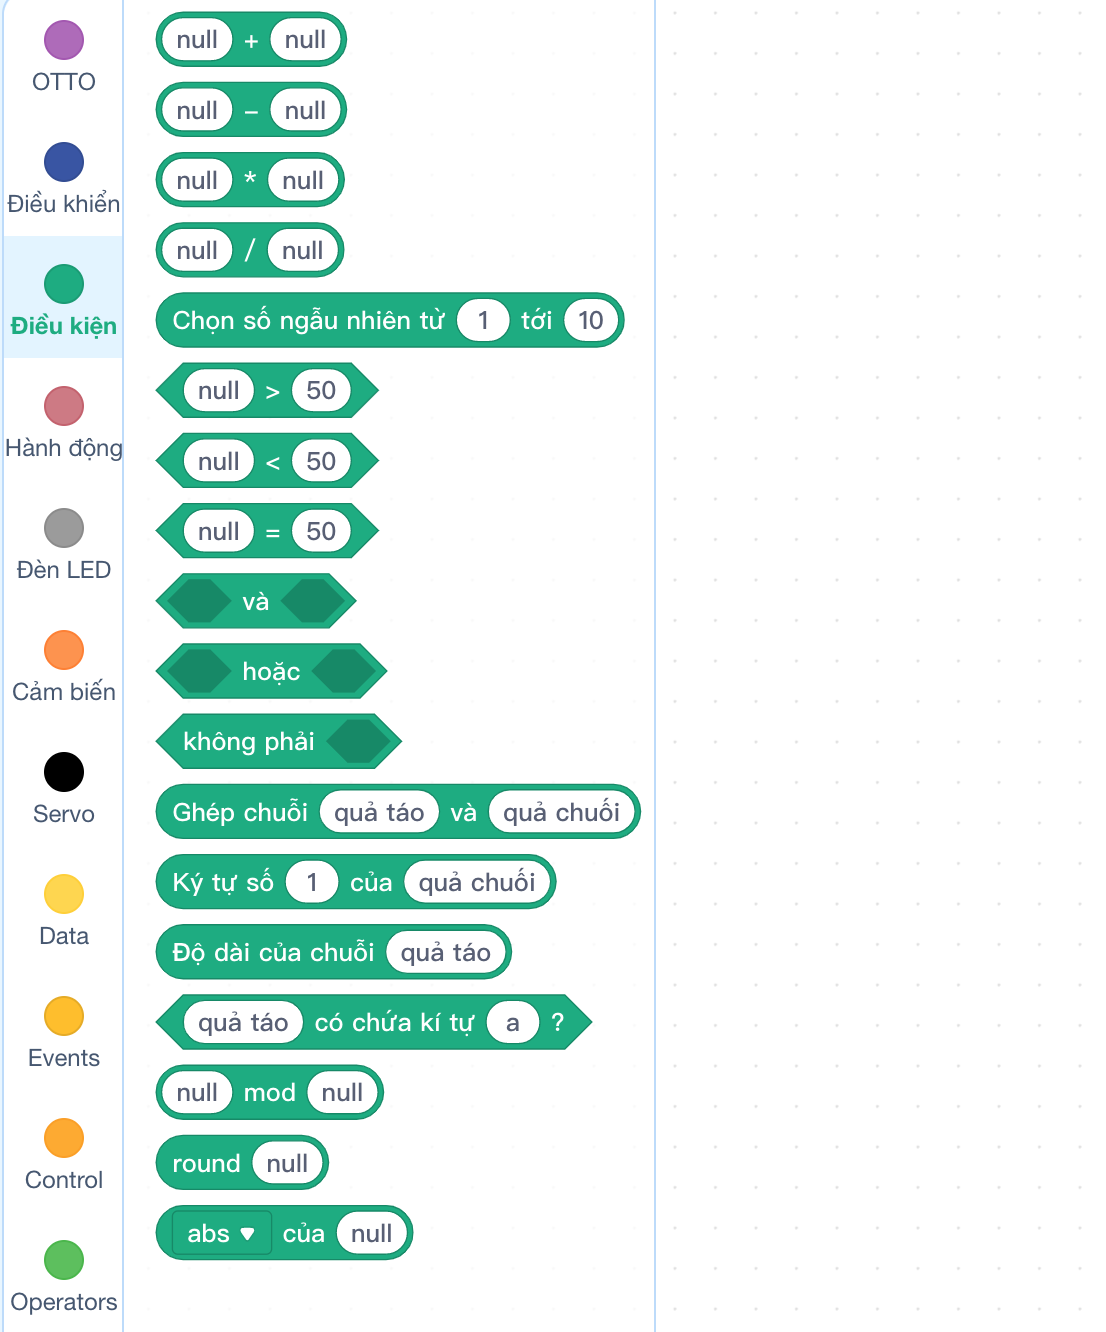 OTTO
Điều khiển
Điều kiện
Hành động
Đèn LED
Cảm biến
Servo
Data
Events
Control
Operators
null + null
null - null
null * null
null / null
Chọn số ngẫu nhiên từ 1 tới 10
null > 50
null < 50
null = 50
và
hoặc
không phải
Ghép chuỗi quả táo và quả chuối
Ký tự số 1 của quả chuối
Độ dài của chuỗi quả táo
quả táo có chứa kí tự a ?
null mod null
round null
abs của null